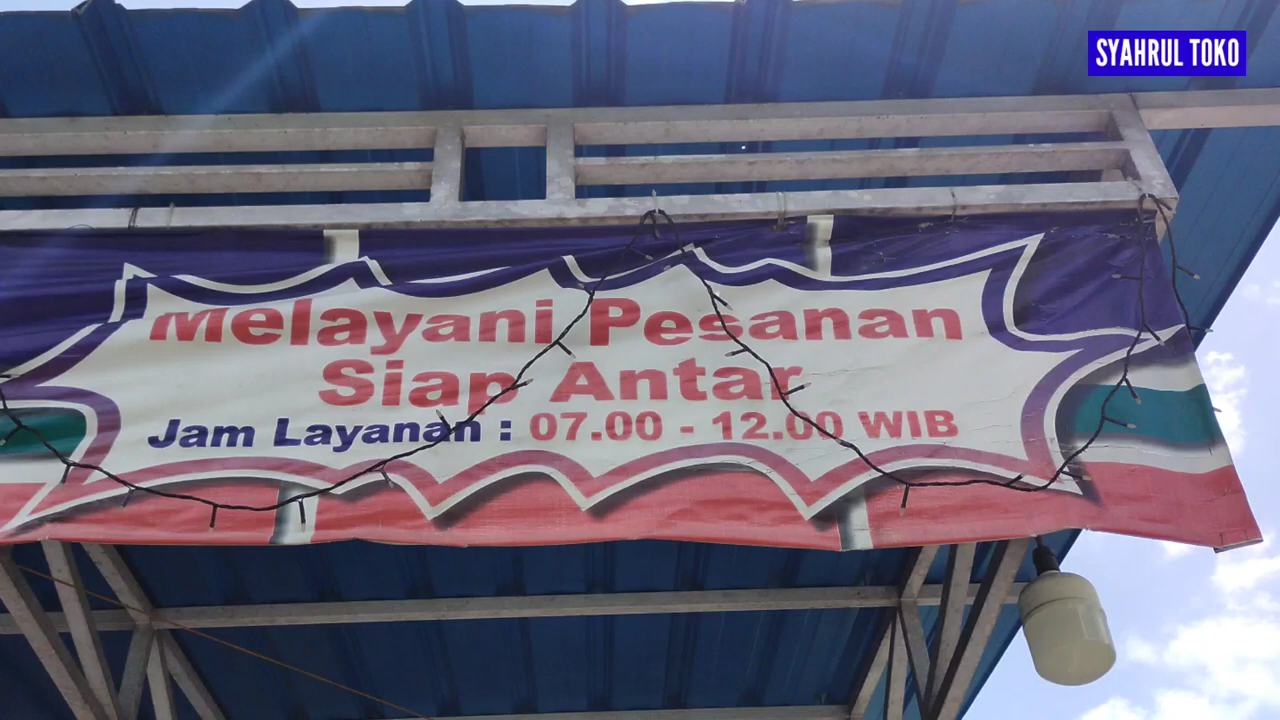 SYAHRUL TOKO
Melayani Pesanan
Siap Antar
Jam Layanan : 07.00 - 12.00 WIB